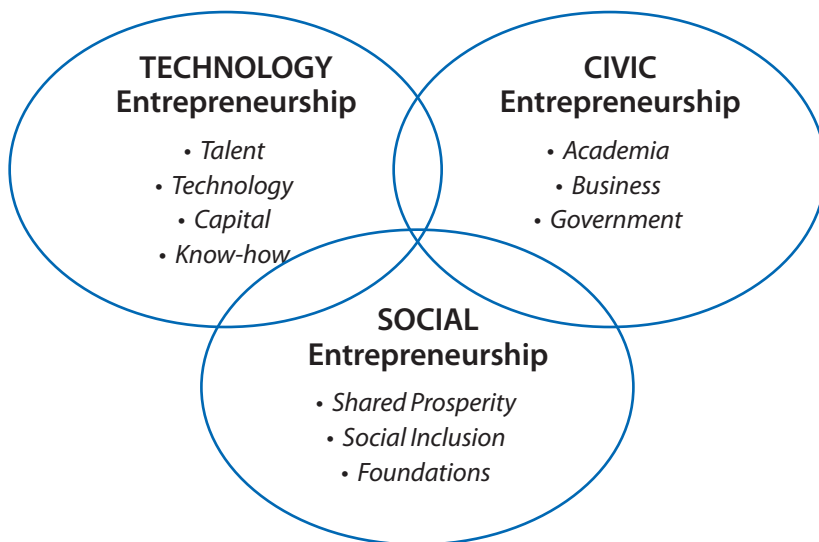 TECHNOLOGY
Entrepreneurship
• Talent
• Technology
• Capital
• Know-how
CIVIC
Entrepreneurship
• Academia
• Business
• Government
SOCIAL
Entrepreneurship
• Shared Prosperity
• Social Inclusion
• Foundations